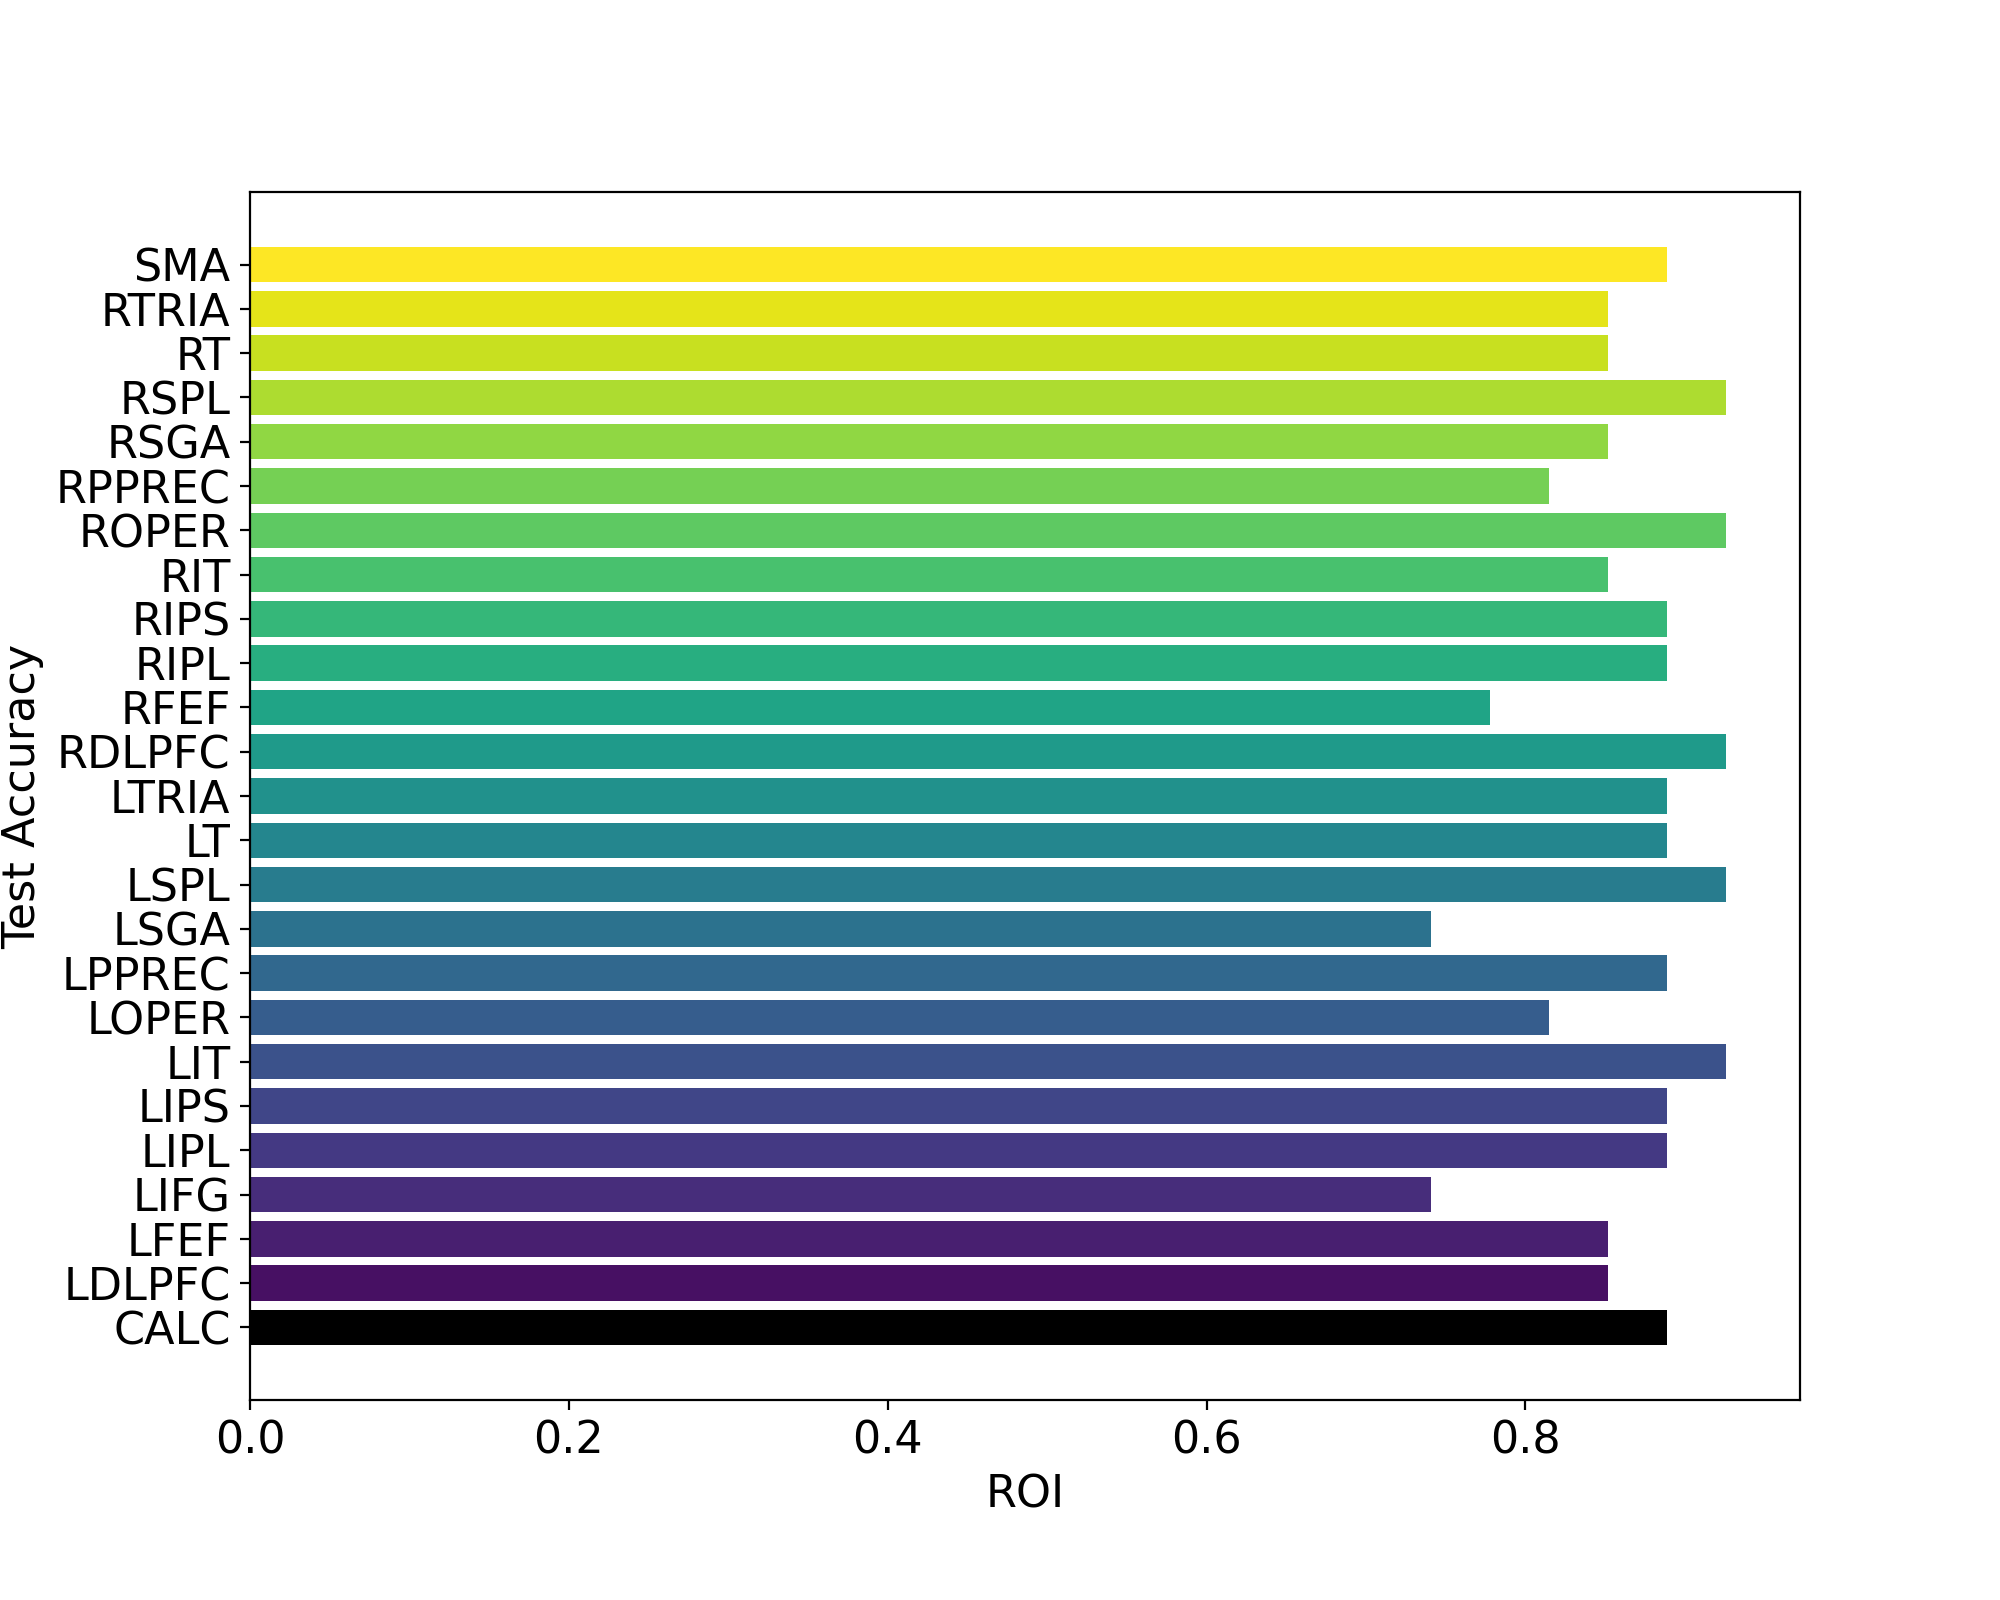 SMA
RTRIA
RT
RSPL
RSGA
RPPREC
ROPER
RIT
RIPS
RIPL
RFEF
RDLPFC
LTRIA
LT
LSPL
LSGA
LPPREC
LOPER
LIT
LIPS
LIPL
LIFG
LFEF
LDLPFC
CALC
Test Accuracy
0.0 0.2 0.4 0.6 0.8
ROI